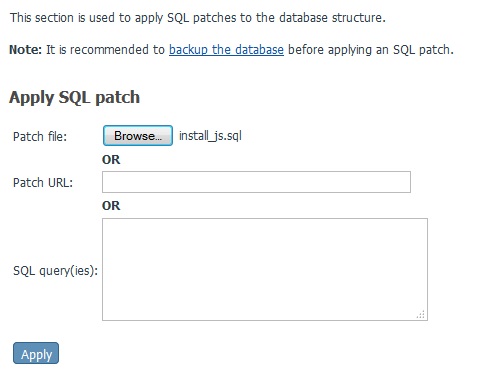 This section is used to apply SQL patches to the database structure.
Note: It is recommended to backup the database before applying an SQL patch.
Apply SQL patch
Patch file: Browse... install_js.sql
OR
Patch URL:
OR
SQL query(ies):
Apply